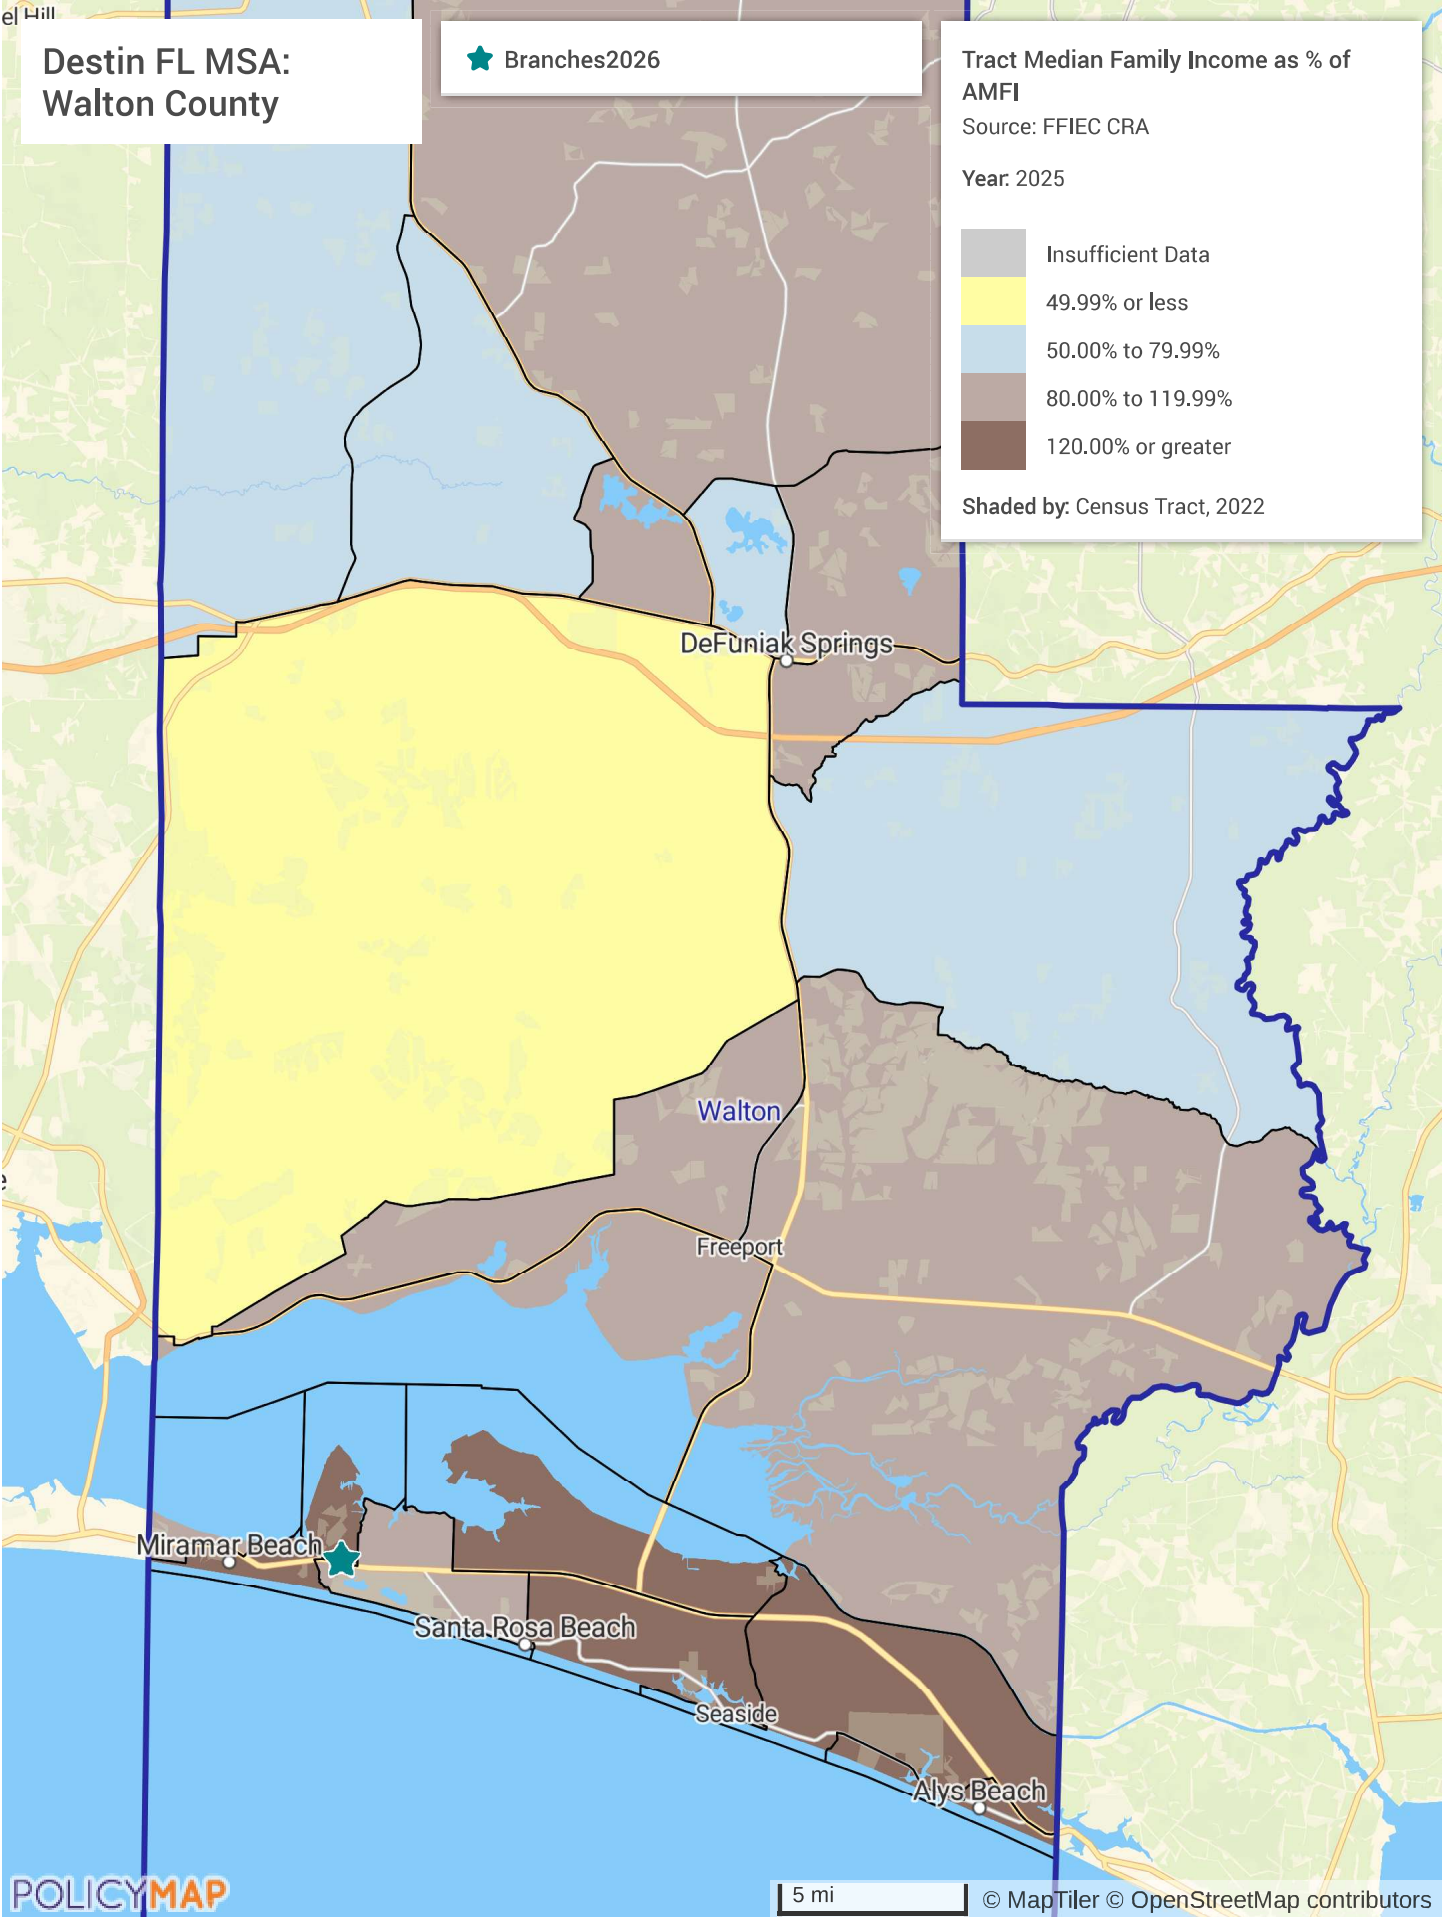 el Hill
Destin FL MSA:
Walton County
Branches2026
Tract Median Family Income as % of
AMFI
Source: FFIEC CRA
Year: 2025
Insufficient Data
49.99% or less
50.00% to 79.99%
80.00% to 119.99%
120.00% or greater
Shaded by: Census Tract, 2022
DeFuniak Springs
Walton
e
Freeport
Miramar Beach
Santa Rosa Beach
Seaside
Alys Beach
POLICYMAP
5 mi
© MapTiler © OpenStreetMap contributors